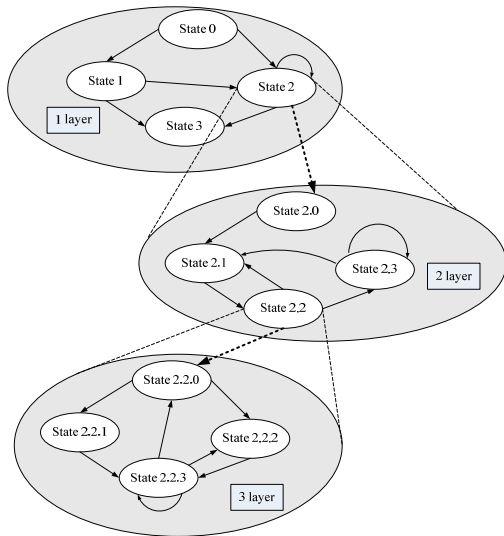 State 0
State 1
State 2
1 layer
State 3
State 2.0
State 2.1
State 2.3
2 layer
State 2.2
State 2.2.0
State 2.2.1
State 2.2.2
State 2.2.3
3 layer